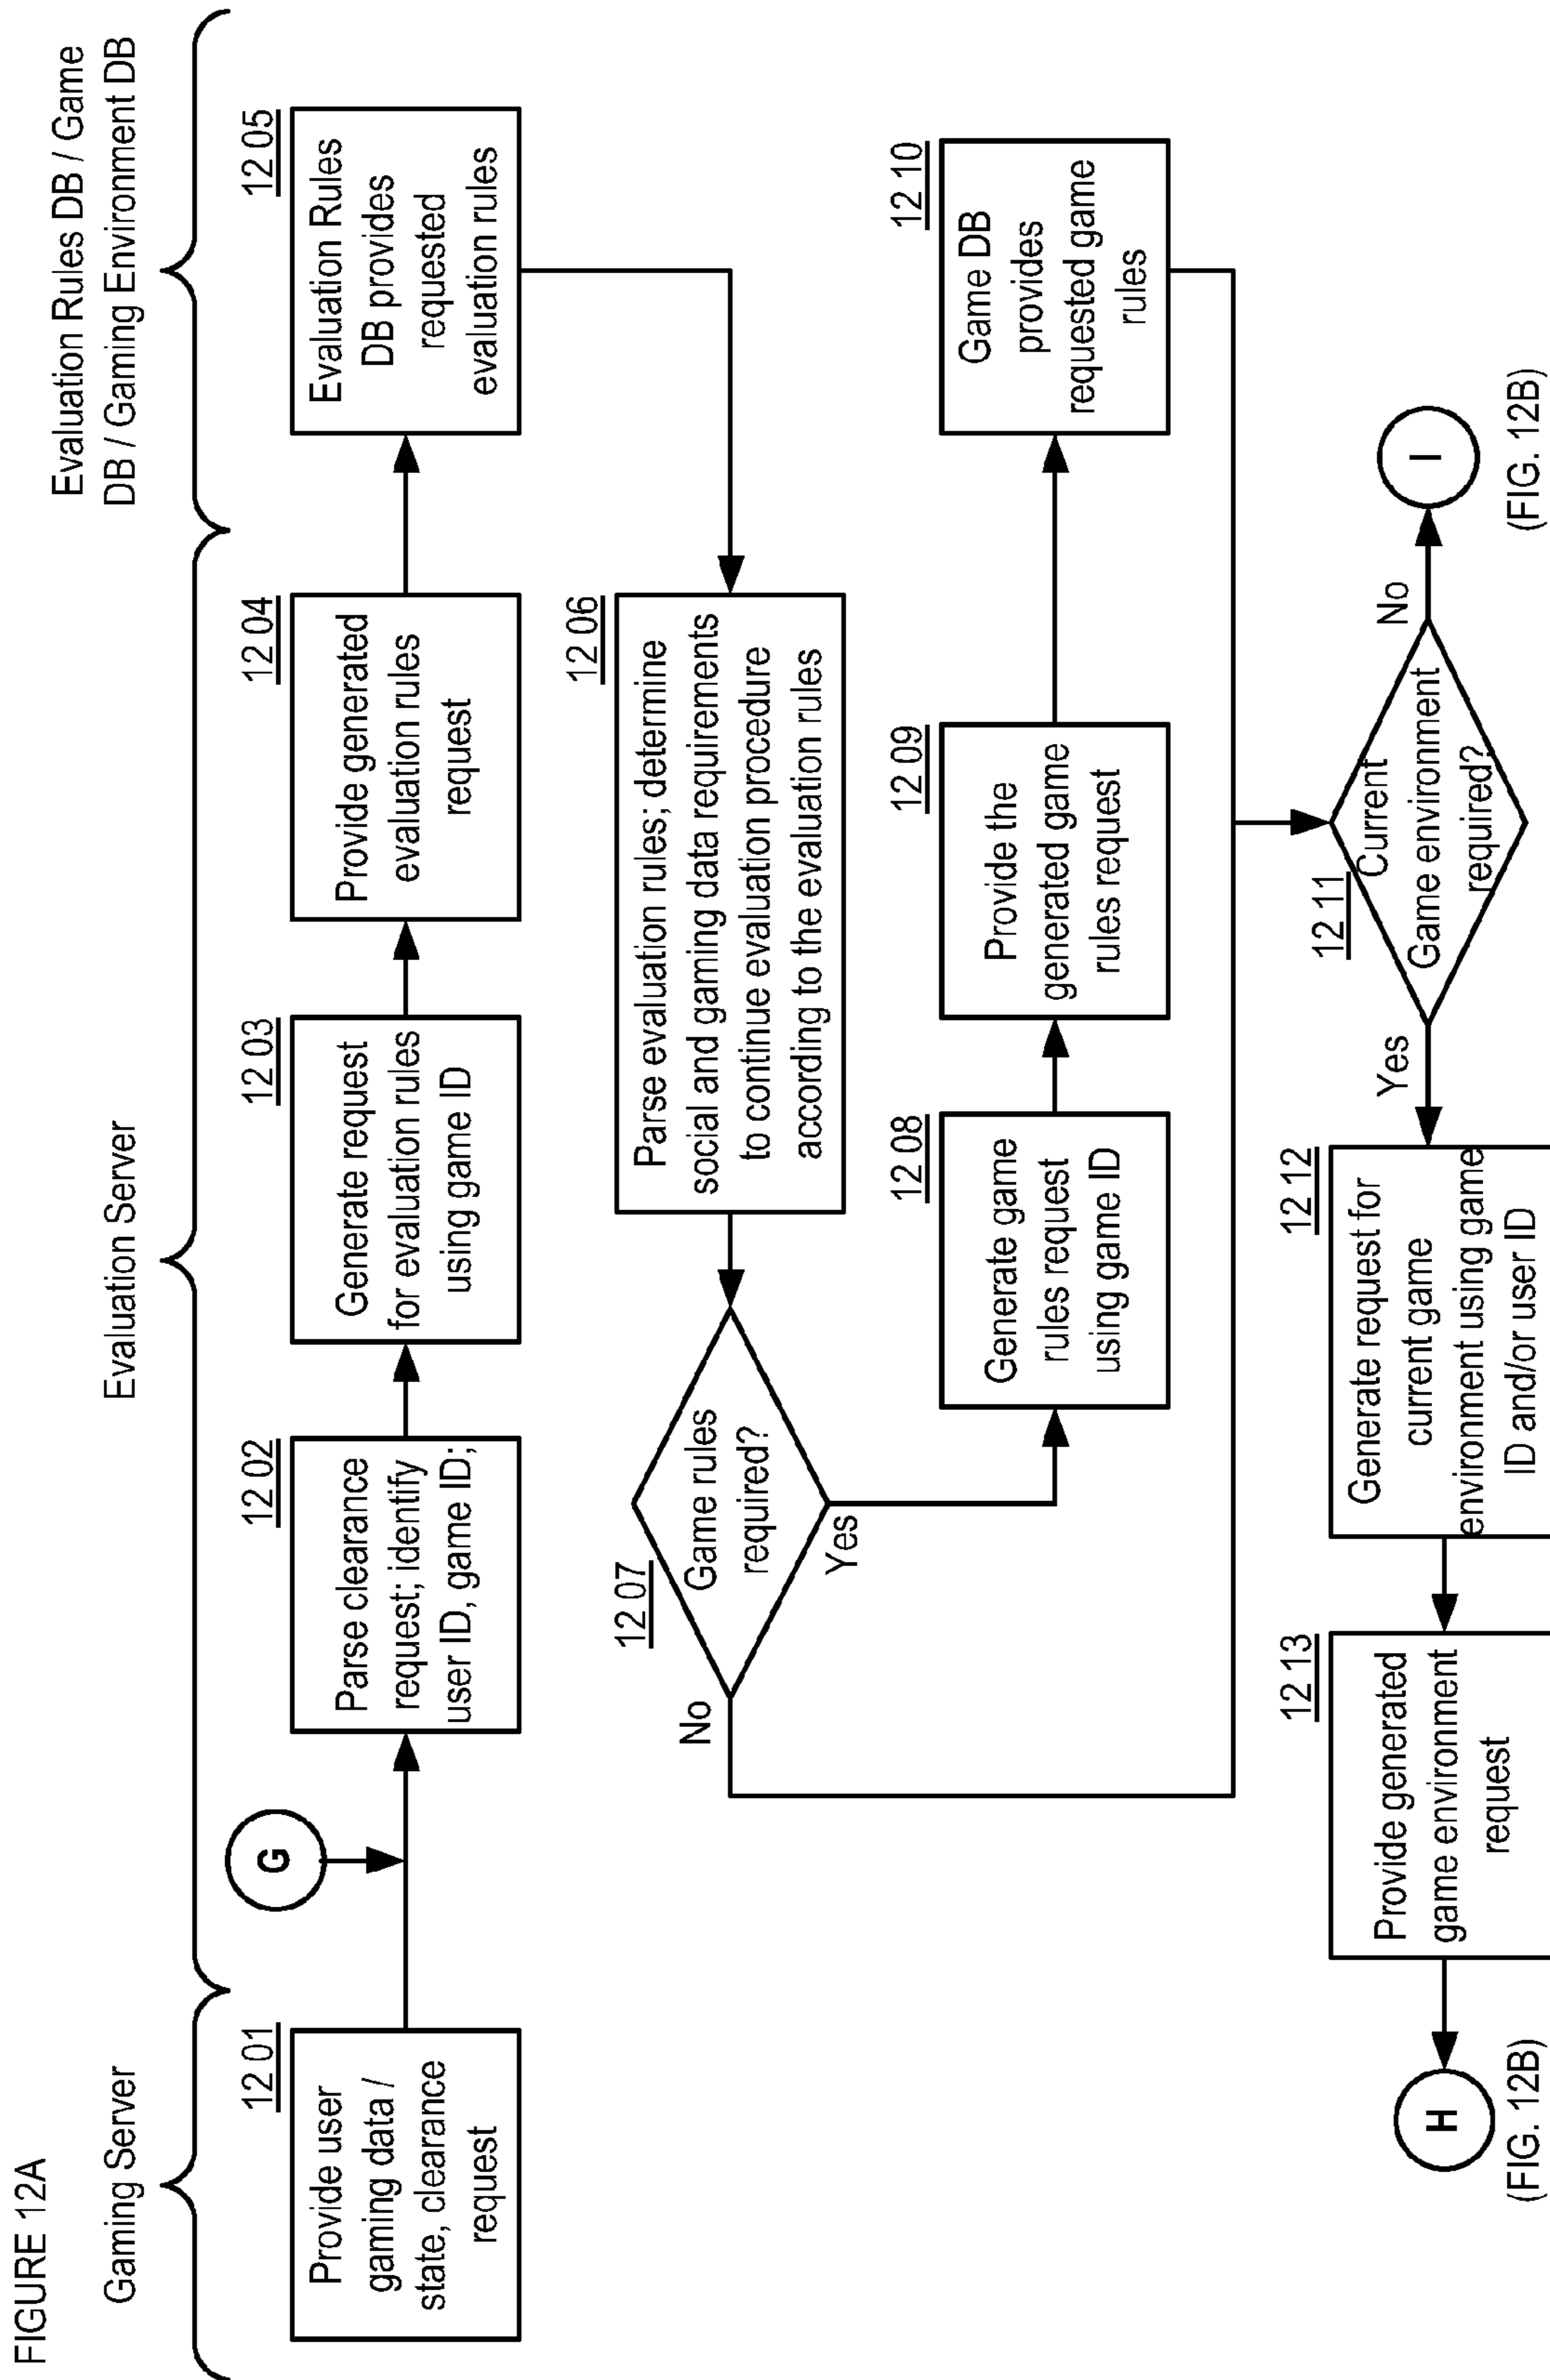 FIGURE 12A
Gaming Server
Evaluation Server
Evaluation Rules DB / Game
DB / Gaming Environment DB
12 01
Provide user
gaming data /
state, clearance
request
G
12 02
Parse clearance
request; identify
user ID, game ID;
12 03
Generate request
for evaluation rules
using game ID
12 04
Provide generated
evaluation rules
request
12 05
Evaluation Rules
DB provides
requested
evaluation rules
12 06
Parse evaluation rules; determine
social and gaming data requirements
to continue evaluation procedure
according to the evaluation rules
12 07
Game rules
required?
No
Yes
12 08
Generate game
rules request
using game ID
12 09
Provide the
generated game
rules request
12 10
Game DB
provides
requested game
rules
12 11
Current
Game environment
required?
Yes
No
I
(FIG. 12B)
12 12
Generate request for
current game
environment using game
ID and/or user ID
12 13
Provide generated
game environment
request
H
(FIG. 12B)